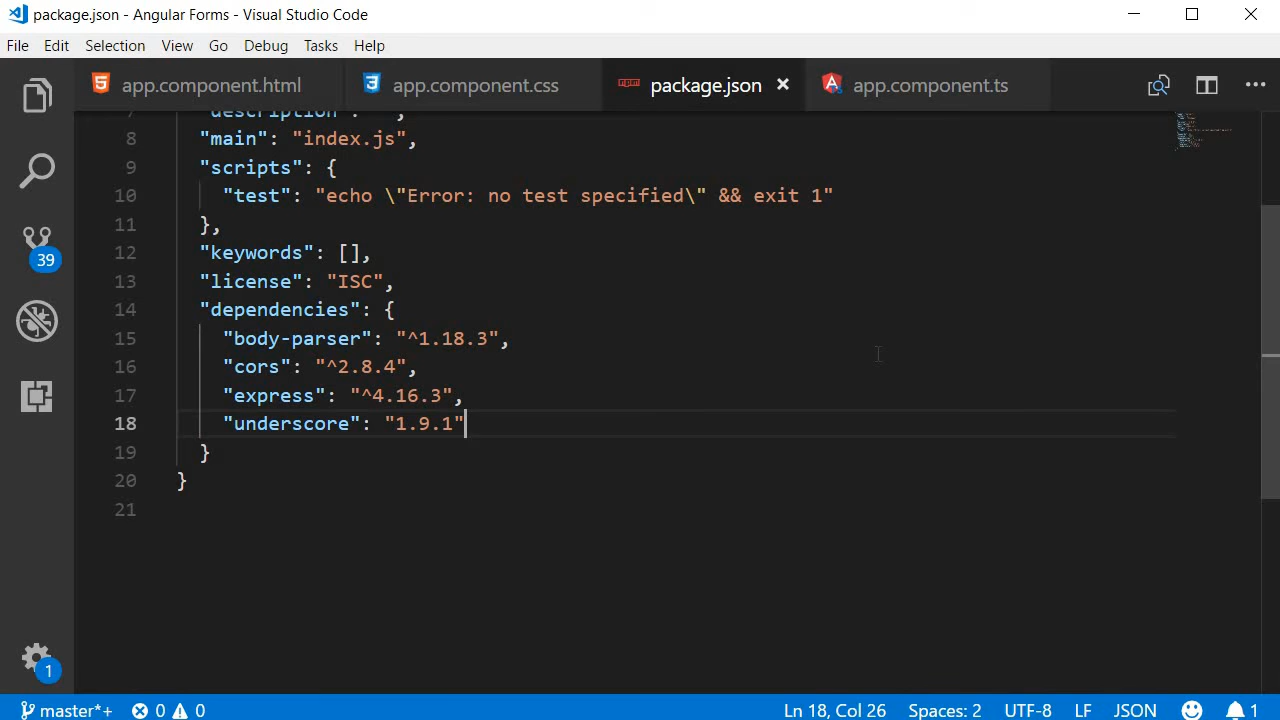 package.json - Angular Forms - Visual Studio Code
File Edit Selection View Go Debug Tasks Help
app.component.html app.component.css package.json app.component.ts
7 "description": "",
8 "main": "index.js",
9 "scripts": {
10 "test": "echo \"Error: no test specified\" && exit 1"
11 },
12 "keywords": [],
13 "license": "ISC",
14 "dependencies": {
15 "body-parser": "^1.18.3",
16 "cors": "^2.8.4",
17 "express": "^4.16.3",
18 "underscore": "1.9.1"
19 }
20 }
21
39
1
master*+ 0 0 Ln 18, Col 26 Spaces: 2 UTF-8 LF JSON 1